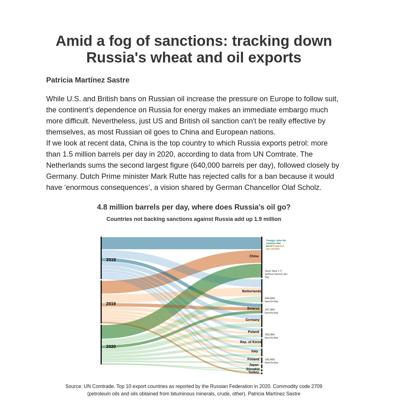 Amid a fog of sanctions: tracking down
Russia's wheat and oil exports
Patricia Martínez Sastre
While U.S. and British bans on Russian oil increase the pressure on Europe to follow suit,
the continent's dependence on Russia for energy makes an immediate embargo much
more difficult. Nevertheless, just US and British oil sanction can't be really effective by
themselves, as most Russian oil goes to China and European nations.
If we look at recent data, China is the top country to which Russia exports petrol: more
than 1.5 million barrels per day in 2020, according to data from UN Comtrate. The
Netherlands sums the second largest figure (640,000 barrels per day), followed closely by
Germany. Dutch Prime minister Mark Rutte has rejected calls for a ban because it would
have ‘enormous consequences’, a vision shared by German Chancellor Olaf Scholz.
4.8 million barrels per day, where does Russia's oil go?
Countries not backing sanctions against Russia add up 1.9 million
China
2018
Netherlands
2019
Belarus
Germany
Poland
Rep. of Korea
2020
Italy
Finland
Japan
Slovakia
Turkey
Source: UN Comtrade. Top 10 export countries as reported by the Russian Federation in 2020. Commodity code 2709
(petroleum oils and oils obtained from bituminous minerals, crude, other). Patricia Martínez Sastre